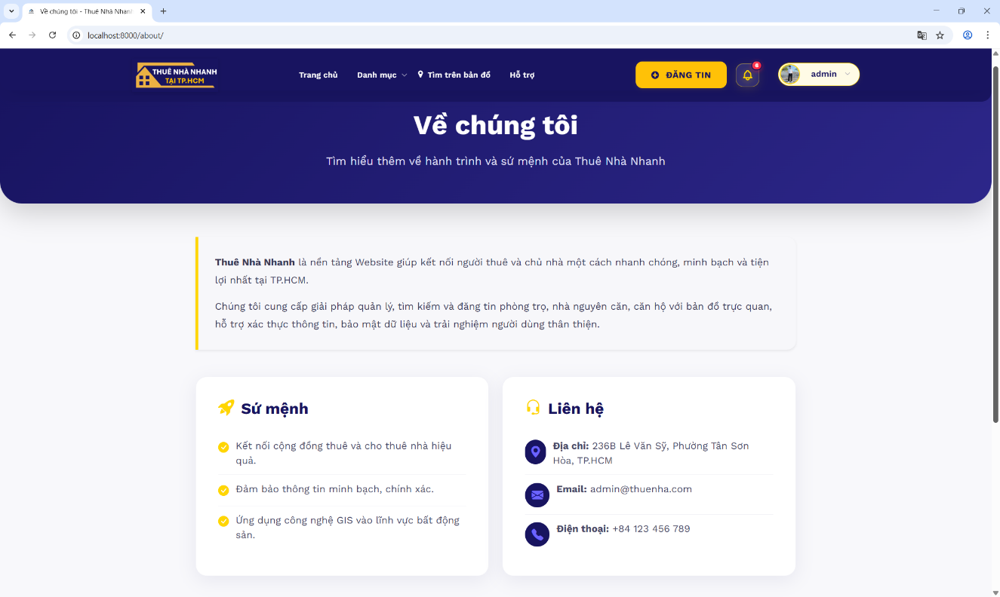 Về chúng tôi - Thuê Nhà Nhanh
localhost:8000/about/
THUÊ NHÀ NHANH
TẠI TP.HCM
Trang chủ
Danh mục
Tìm trên bản đồ
Hỗ trợ
ĐĂNG TIN
6
admin
Về chúng tôi
Tìm hiểu thêm về hành trình và sứ mệnh của Thuê Nhà Nhanh
Thuê Nhà Nhanh là nền tảng Website giúp kết nối người thuê và chủ nhà một cách nhanh chóng, minh bạch và tiện
lợi nhất tại TP.HCM.
Chúng tôi cung cấp giải pháp quản lý, tìm kiếm và đăng tin phòng trọ, nhà nguyên căn, căn hộ với bản đồ trực quan,
hỗ trợ xác thực thông tin, bảo mật dữ liệu và trải nghiệm người dùng thân thiện.
Sứ mệnh
Kết nối cộng đồng thuê và cho thuê nhà hiệu
quả.
Đảm bảo thông tin minh bạch, chính xác.
Ứng dụng công nghệ GIS vào lĩnh vực bất động
sản.
Liên hệ
Địa chỉ: 236B Lê Văn Sỹ, Phường Tân Sơn
Hòa, TP.HCM
Email: admin@thuenha.com
Điện thoại: +84 123 456 789